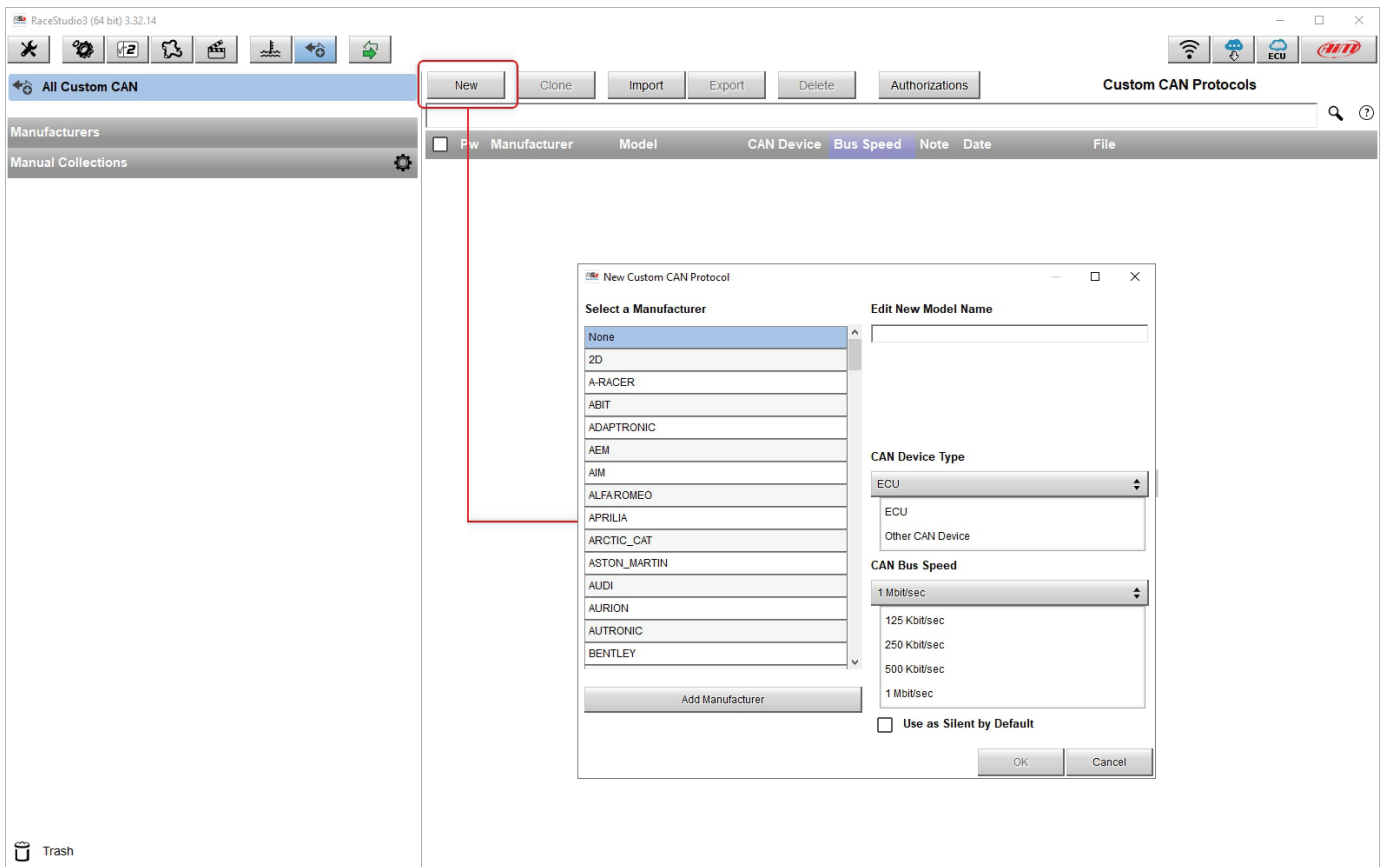 RaceStudio3 (64 bit) 3.32.14
ECU
AiM
All Custom CAN
New
Clone
Import
Export
Delete
Authorizations
Custom CAN Protocols
Manufacturers
Manual Collections
Pw Manufacturer Model CAN Device Bus Speed Note Date File
New Custom CAN Protocol
Select a Manufacturer
None
2D
A-RACER
ABIT
ADAPTRONIC
AEM
AIM
ALFA ROMEO
APRILIA
ARCTIC_CAT
ASTON_MARTIN
AUDI
AURION
AUTRONIC
BENTLEY
Add Manufacturer
Edit New Model Name
CAN Device Type
ECU
ECU
Other CAN Device
CAN Bus Speed
1 Mbit/sec
125 Kbit/sec
250 Kbit/sec
500 Kbit/sec
1 Mbit/sec
Use as Silent by Default
OK
Cancel
Trash